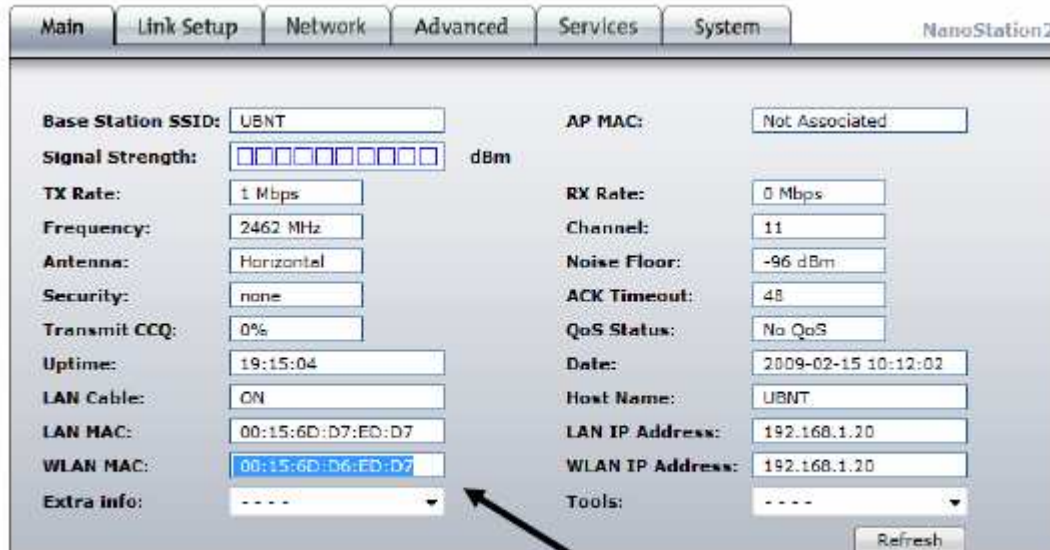 Main Link Setup Network Advanced Services System NanoStation2
Base Station SSID: UBNT AP MAC: Not Associated
Signal Strength: dBm
TX Rate: 1 Mbps RX Rate: 0 Mbps
Frequency: 2462 MHz Channel: 11
Antenna: Horizontal Noise Floor: -96 dBm
Security: none ACK Timeout: 48
Transmit CCQ: 0% QoS Status: No QoS
Uptime: 19:15:04 Date: 2009-02-15 10:12:02
LAN Cable: ON Host Name: UBNT
LAN MAC: 00:15:6D:D7:ED:D7 LAN IP Address: 192.168.1.20
WLAN MAC: 00:15:6D:D6:ED:D7 WLAN IP Address: 192.168.1.20
Extra info: - - - - Tools: - - - -
Refresh